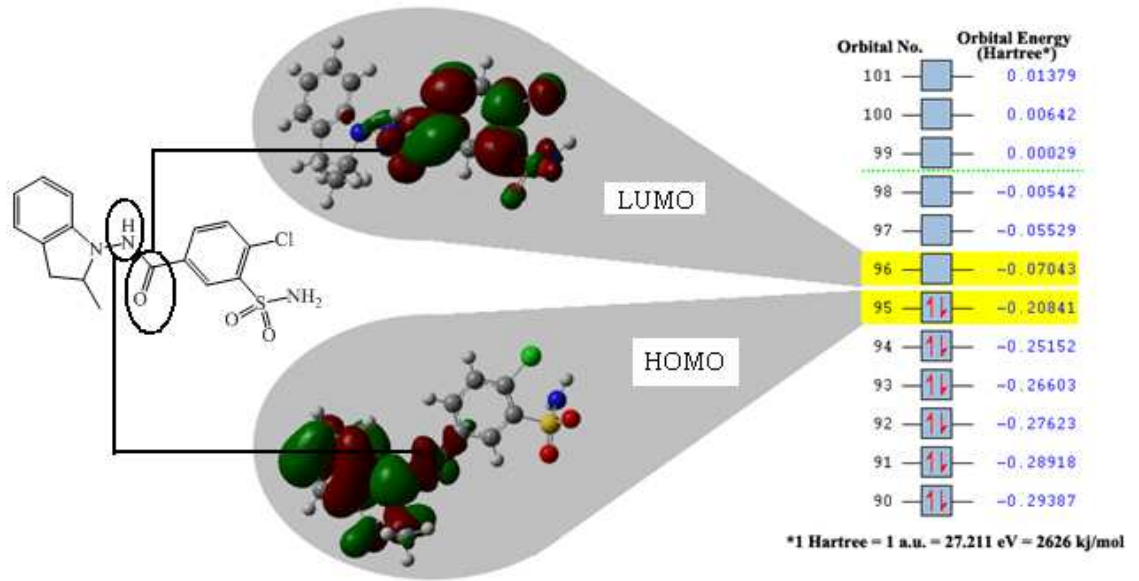 Orbital No. Orbital Energy
(Hartree*)
101 0.01379
100 0.00642
99 0.00029
98 -0.00542
97 -0.05529
96 -0.07043
95 -0.20841
94 -0.25152
93 -0.26603
92 -0.27623
91 -0.28918
90 -0.29387
*1 Hartree = 1 a.u. = 27.211 eV = 2626 kj/mol
LUMO
HOMO
H
N N
O
Cl
S NH₂
O
O